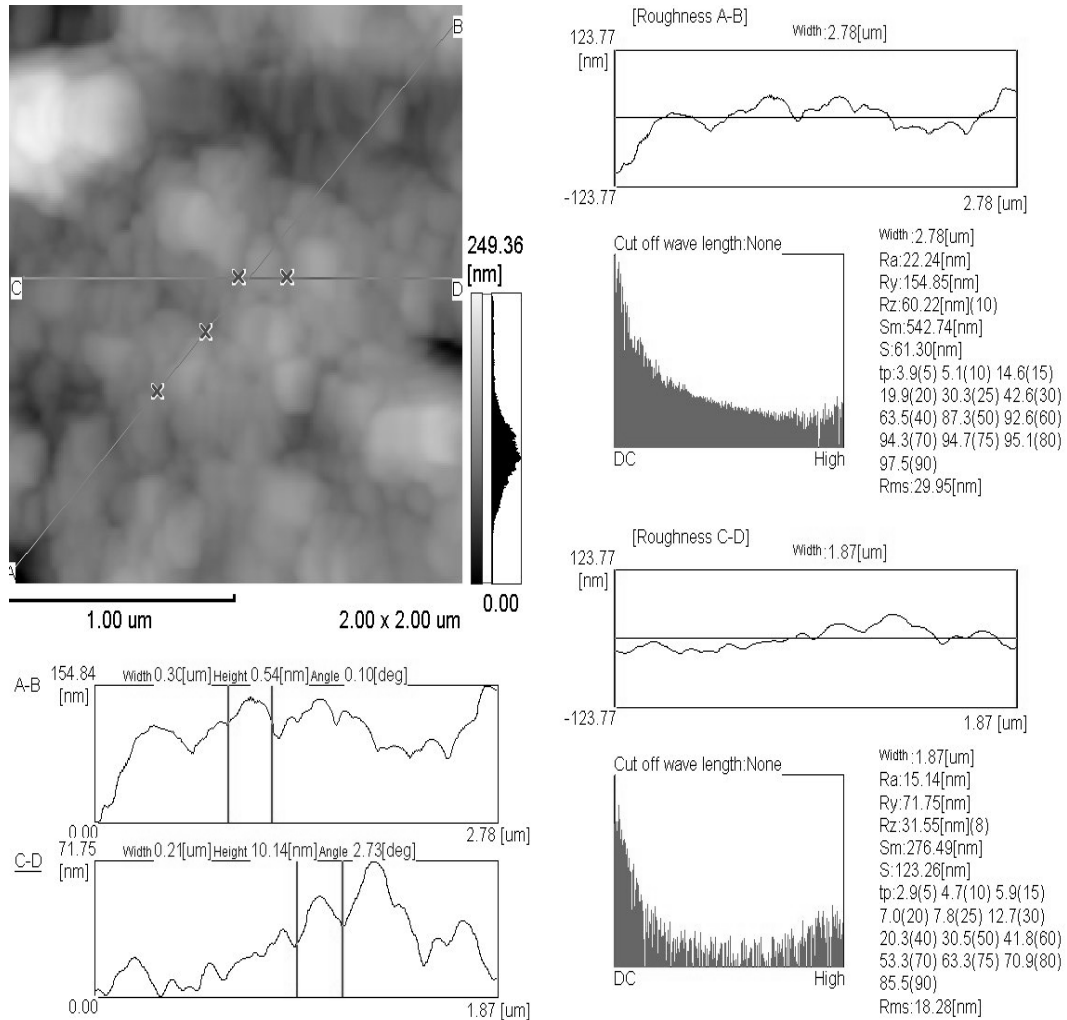 B
C
D
A
249.36
[nm]
0.00
1.00 um
2.00 x 2.00 um
A-B
154.84
[nm]
Width 0.30[um] Height 0.54[nm] Angle 0.10[deg]
0.00
2.78 [um]
C-D
71.75
[nm]
Width 0.21[um] Height 10.14[nm] Angle 2.73[deg]
0.00
1.87 [um]
[Roughness A-B]
Width:2.78[um]
123.77
[nm]
-123.77
2.78 [um]
Cut off wave length:None
DC
High
Width:2.78[um]
Ra:22.24[nm]
Ry:154.85[nm]
Rz:60.22[nm](10)
Sm:542.74[nm]
S:61.30[nm]
tp:3.9(5) 5.1(10) 14.6(15)
19.9(20) 30.3(25) 42.6(30)
63.5(40) 87.3(50) 92.6(60)
94.3(70) 94.7(75) 95.1(80)
97.5(90)
Rms:29.95[nm]
[Roughness C-D]
Width:1.87[um]
123.77
[nm]
-123.77
1.87 [um]
Cut off wave length:None
DC
High
Width:1.87[um]
Ra:15.14[nm]
Ry:71.75[nm]
Rz:31.55[nm](8)
Sm:276.49[nm]
S:123.26[nm]
tp:2.9(5) 4.7(10) 5.9(15)
7.0(20) 7.8(25) 12.7(30)
20.3(40) 30.5(50) 41.8(60)
53.3(70) 63.3(75) 70.9(80)
85.5(90)
Rms:18.28[nm]